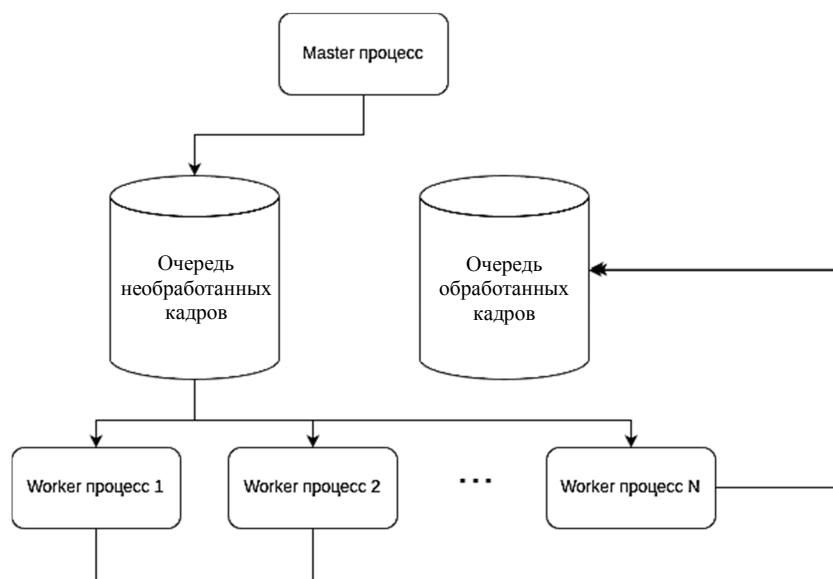 Master процесс
Очередь
необработанных
кадров
Очередь
обработанных
кадров
Worker процесс 1
Worker процесс 2
...
Worker процесс N